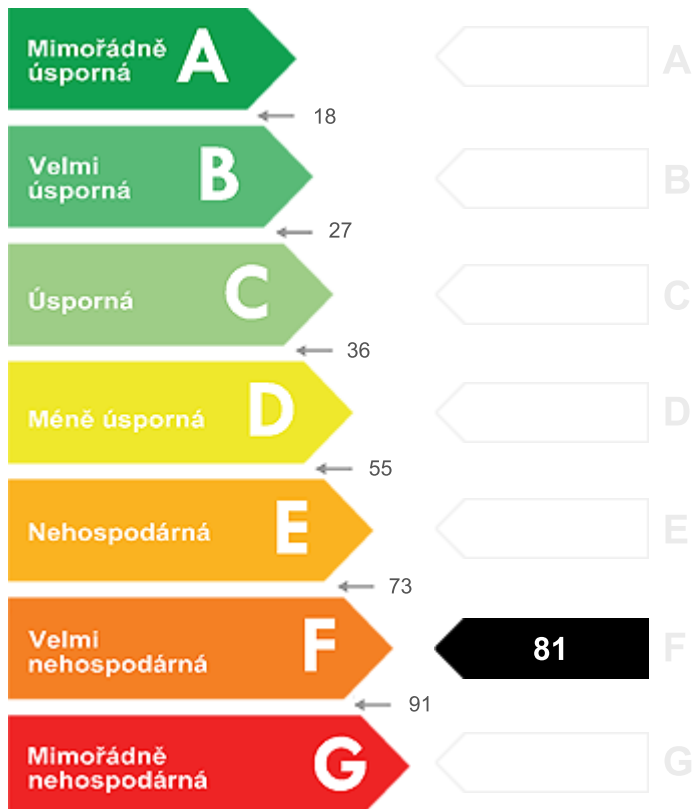 Mimořádně
úsporná
A
A
18
Velmi
úsporná
B
B
27
Úsporná
C
C
36
Méně úsporná
D
D
55
Nehospodárná
E
E
73
Velmi
nehospodárná
F
81
F
91
Mimořádně
nehospodárná
G
G